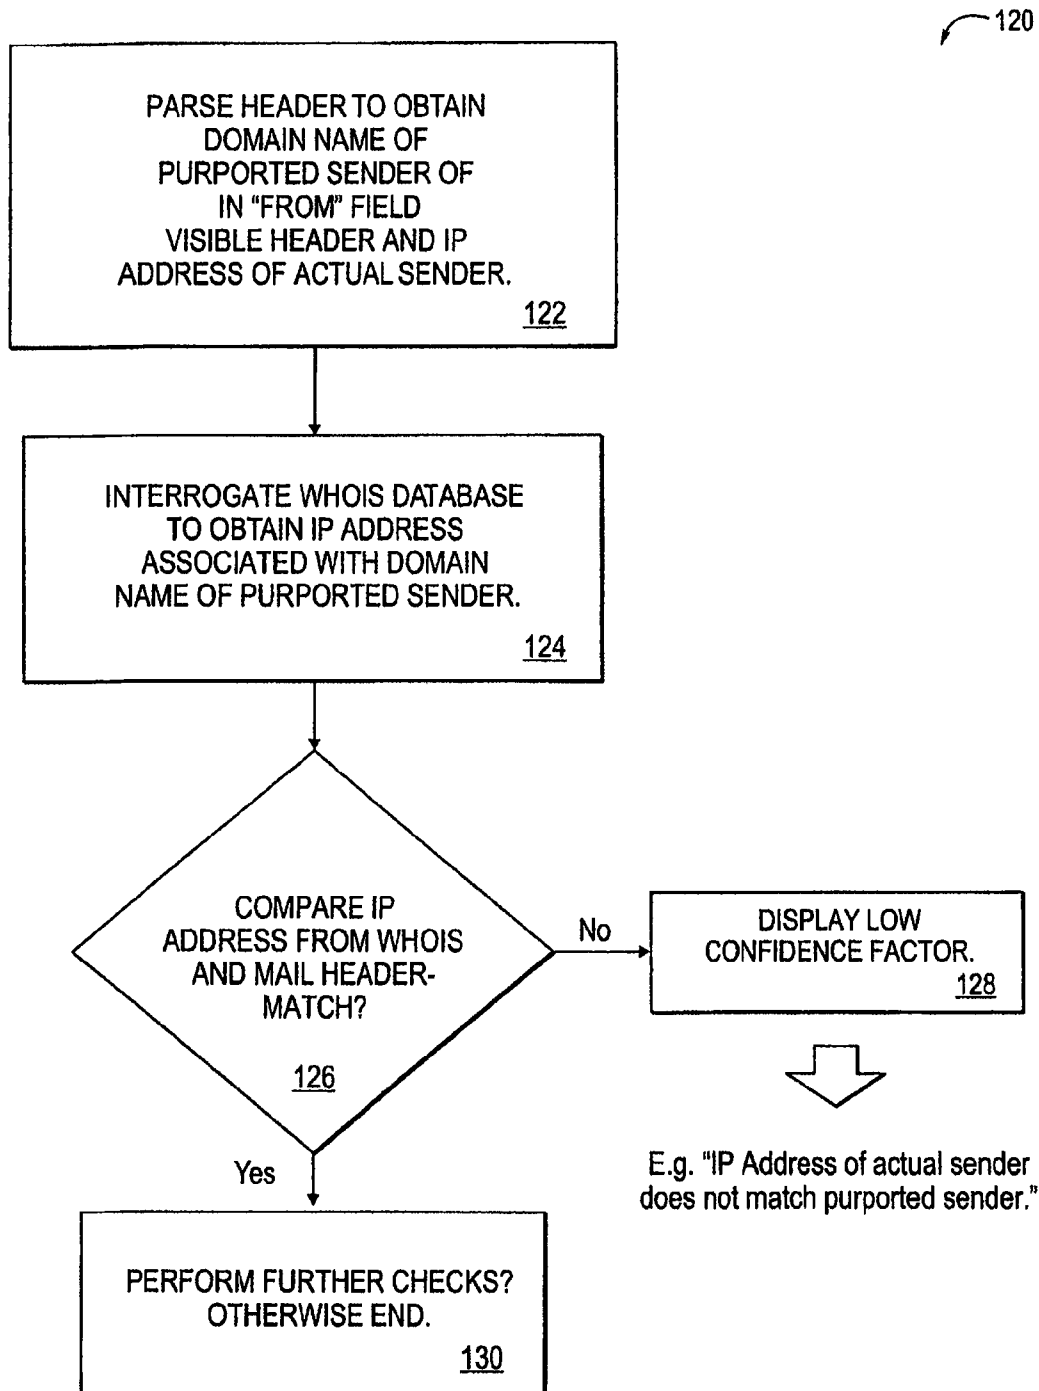 120
PARSE HEADER TO OBTAIN
DOMAIN NAME OF
PURPORTED SENDER OF
IN "FROM" FIELD
VISIBLE HEADER AND IP
ADDRESS OF ACTUAL SENDER.
122
INTERROGATE WHOIS DATABASE
TO OBTAIN IP ADDRESS
ASSOCIATED WITH DOMAIN
NAME OF PURPORTED SENDER.
124
COMPARE IP
ADDRESS FROM WHOIS
AND MAIL HEADER-
MATCH?
126
No
DISPLAY LOW
CONFIDENCE FACTOR.
128
E.g. "IP Address of actual sender
does not match purported sender."
Yes
PERFORM FURTHER CHECKS?
OTHERWISE END.
130